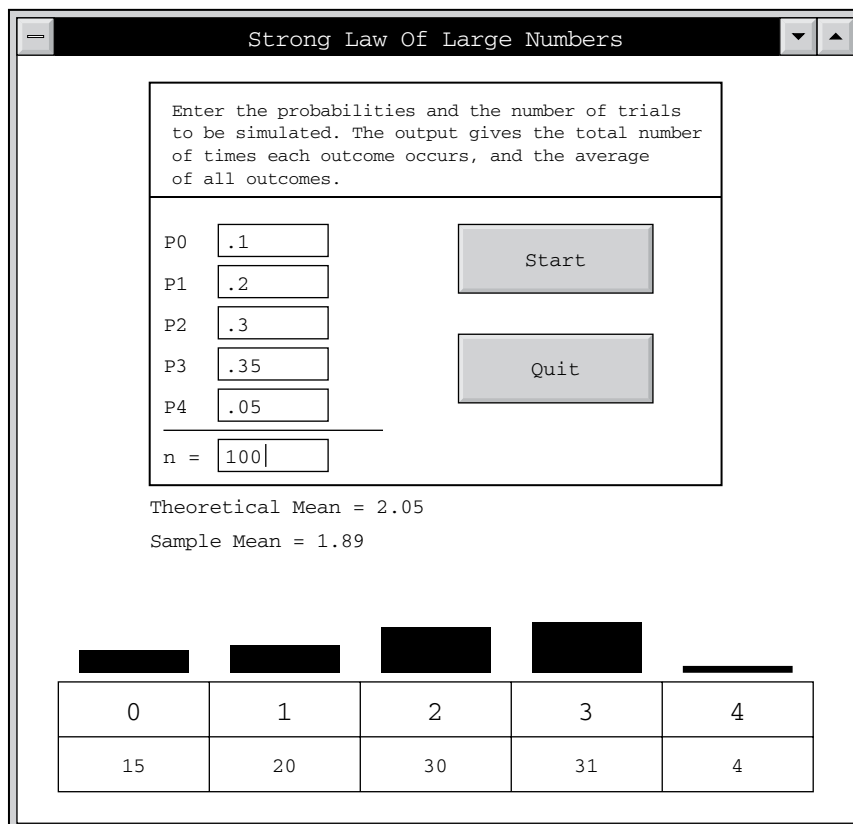 Strong Law Of Large Numbers
Enter the probabilities and the number of trials
to be simulated. The output gives the total number
of times each outcome occurs, and the average
of all outcomes.
P0 .1
Start
P1 .2
P2 .3
P3 .35
Quit
P4 .05
n = 100
Theoretical Mean = 2.05
Sample Mean = 1.89
0 1 2 3 4
15 20 30 31 4